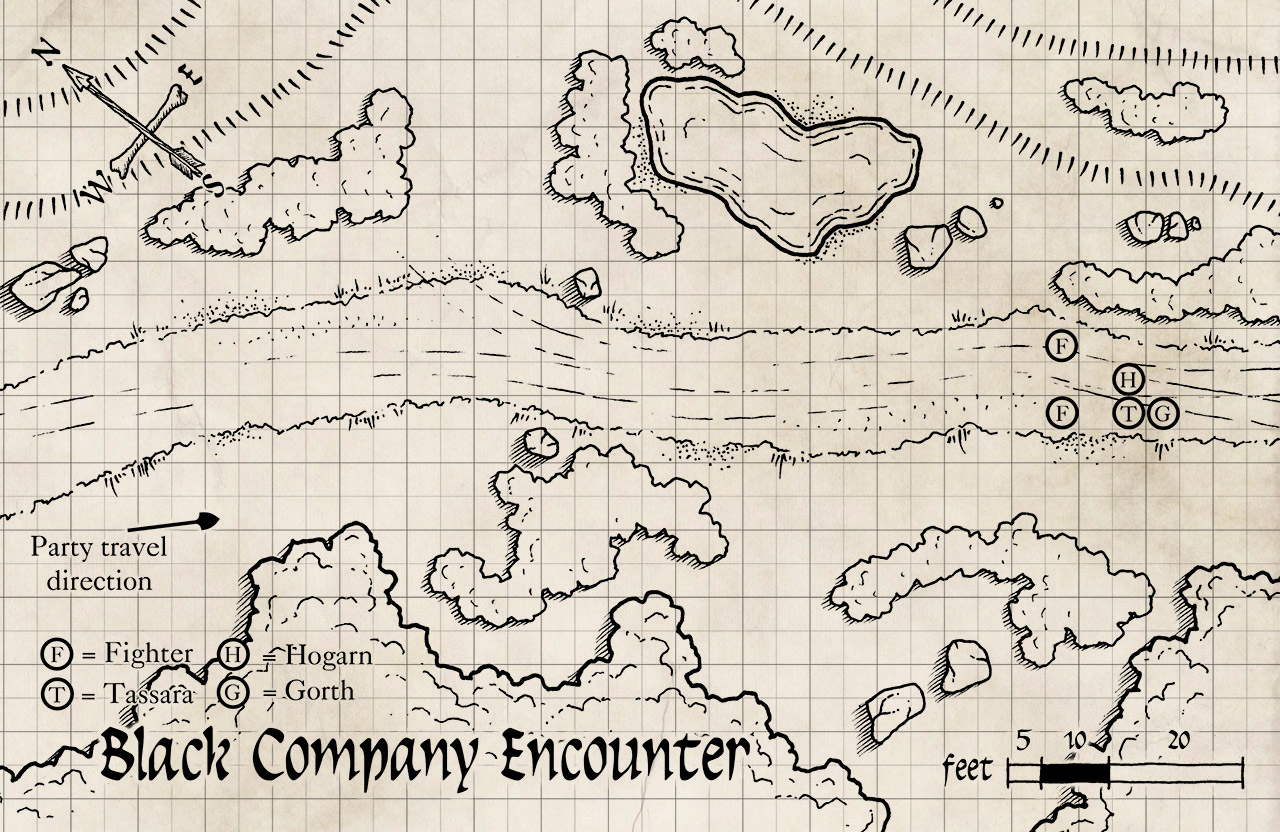 N
E
W
S
F
H
F
T
G
Party travel
direction
F = Fighter H = Hogarn
T = Tassara G = Gorth
Black Company Encounter
5 10 20
feet